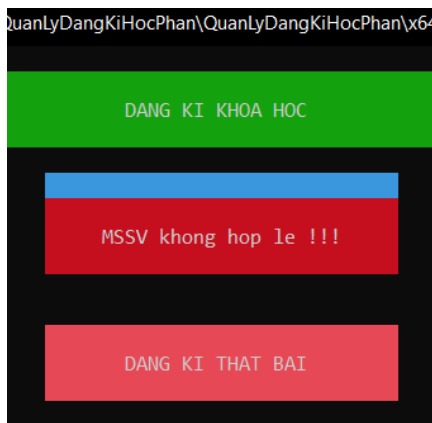 QuanLyDangKiHocPhan\QuanLyDangKiHocPhan\x64
DANG KI KHOA HOC
MSSV khong hop le !!!
DANG KI THAT BAI